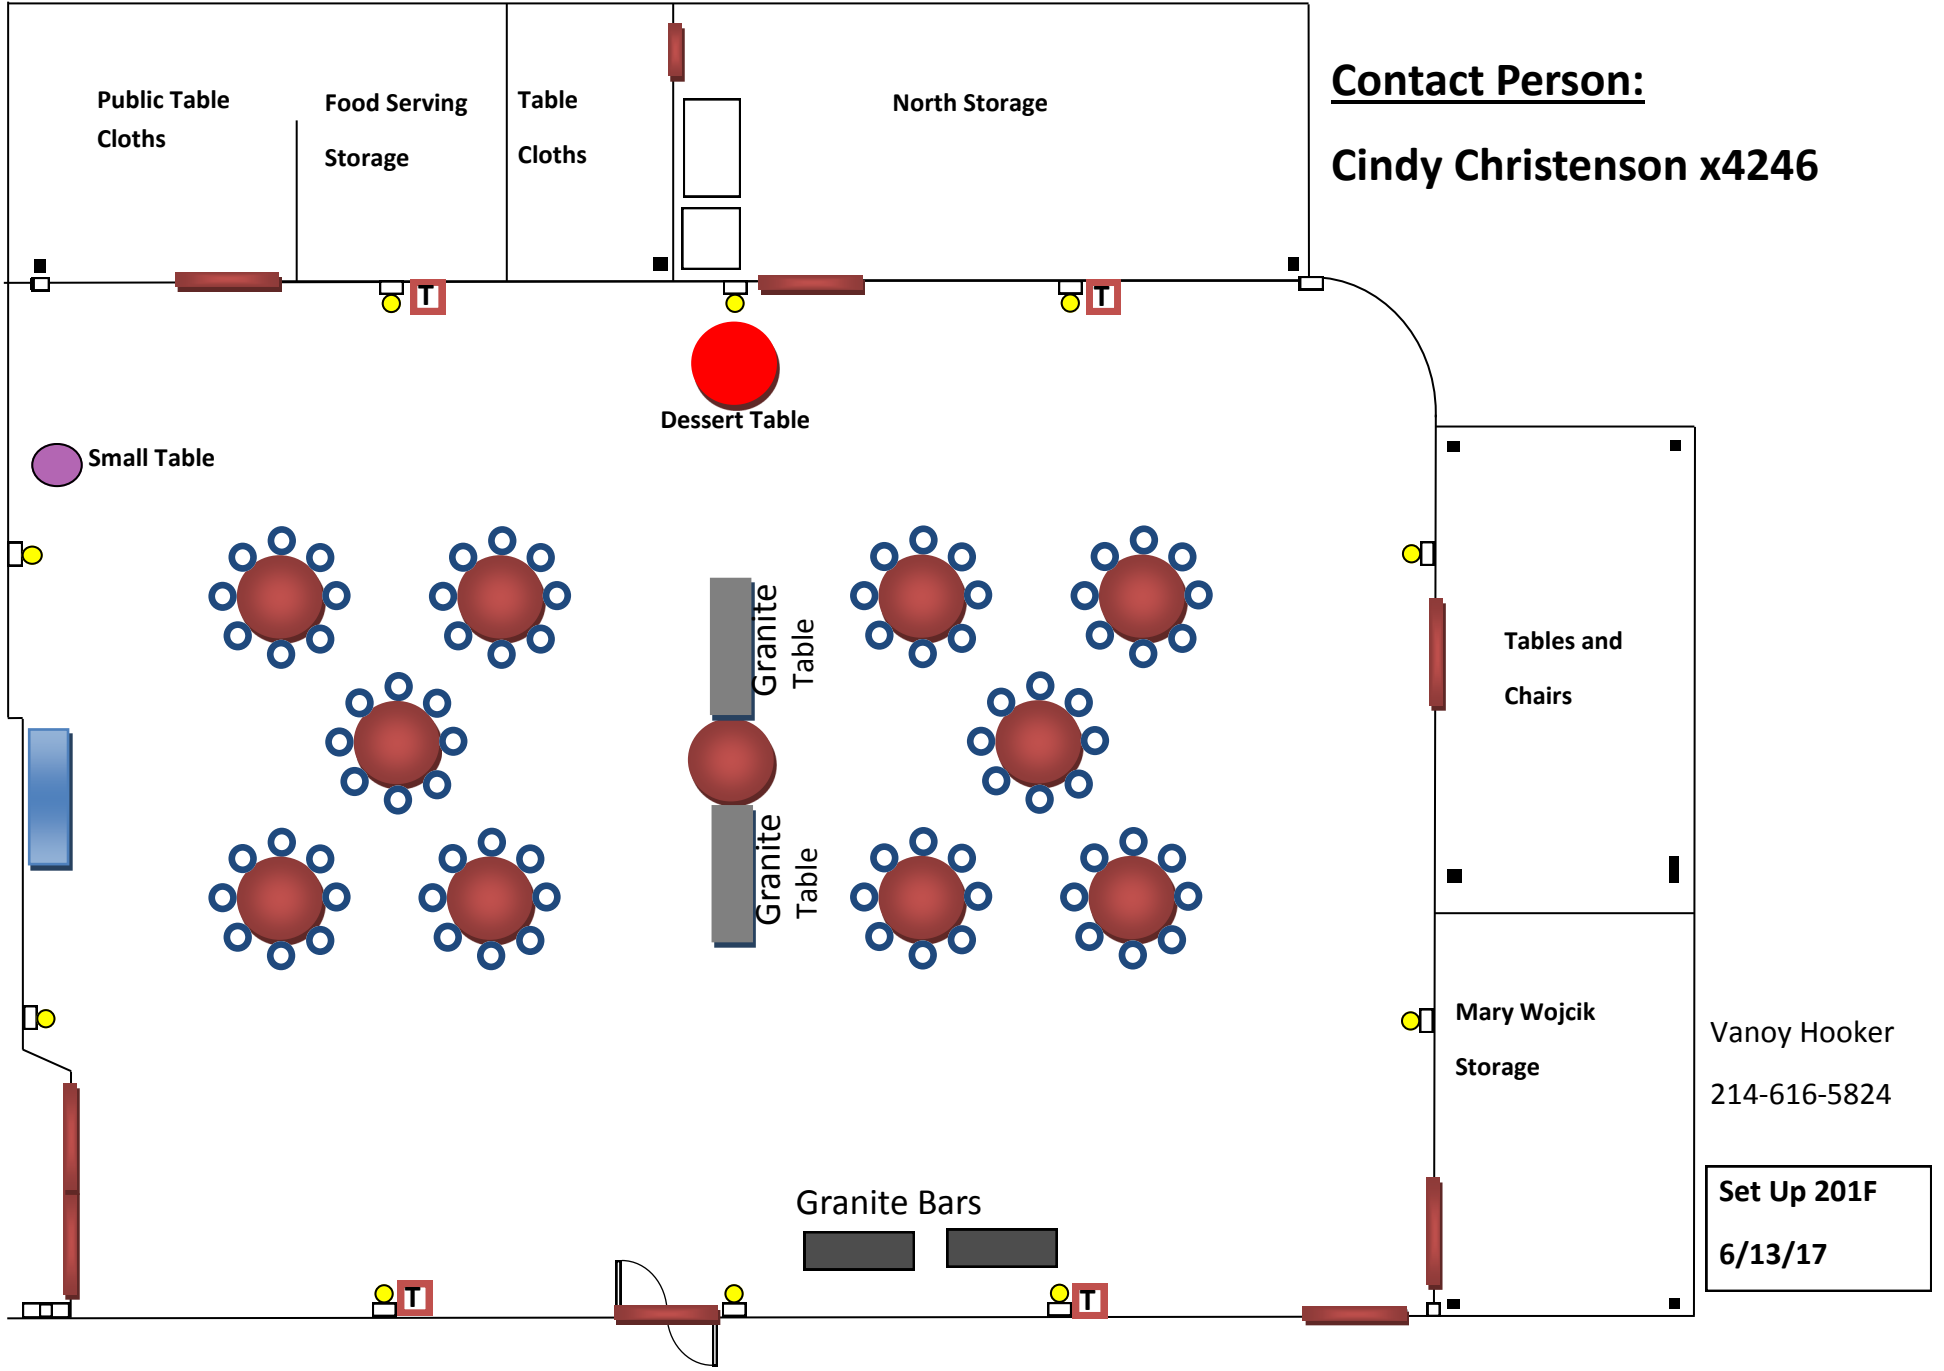 Contact Person:
Cindy Christenson x4246
Public Table
Cloths
Food Serving
Storage
Table
Cloths
North Storage
T
T
Dessert Table
Small Table
Granite
Table
Granite
Table
Tables and
Chairs
Mary Wojcik
Storage
Vanoy Hooker
214-616-5824
Granite Bars
Set Up 201F
6/13/17
T
T